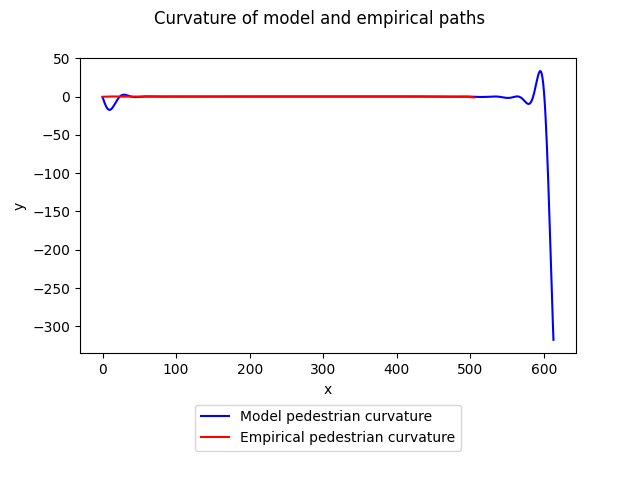 Curvature of model and empirical paths
50
0
−50
−100
−150
−200
−250
−300
y
0 100 200 300 400 500 600
x
Model pedestrian curvature
Empirical pedestrian curvature